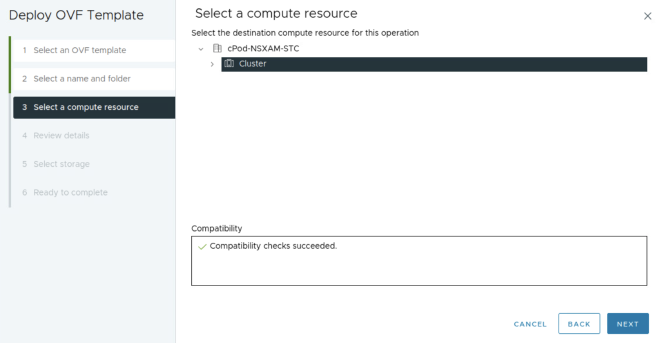 Deploy OVF Template
1 Select an OVF template
2 Select a name and folder
3 Select a compute resource
4 Review details
5 Select storage
6 Ready to complete
Select a compute resource
Select the destination compute resource for this operation
cPod-NSXAM-STC
Cluster
Compatibility
Compatibility checks succeeded.
CANCEL BACK NEXT